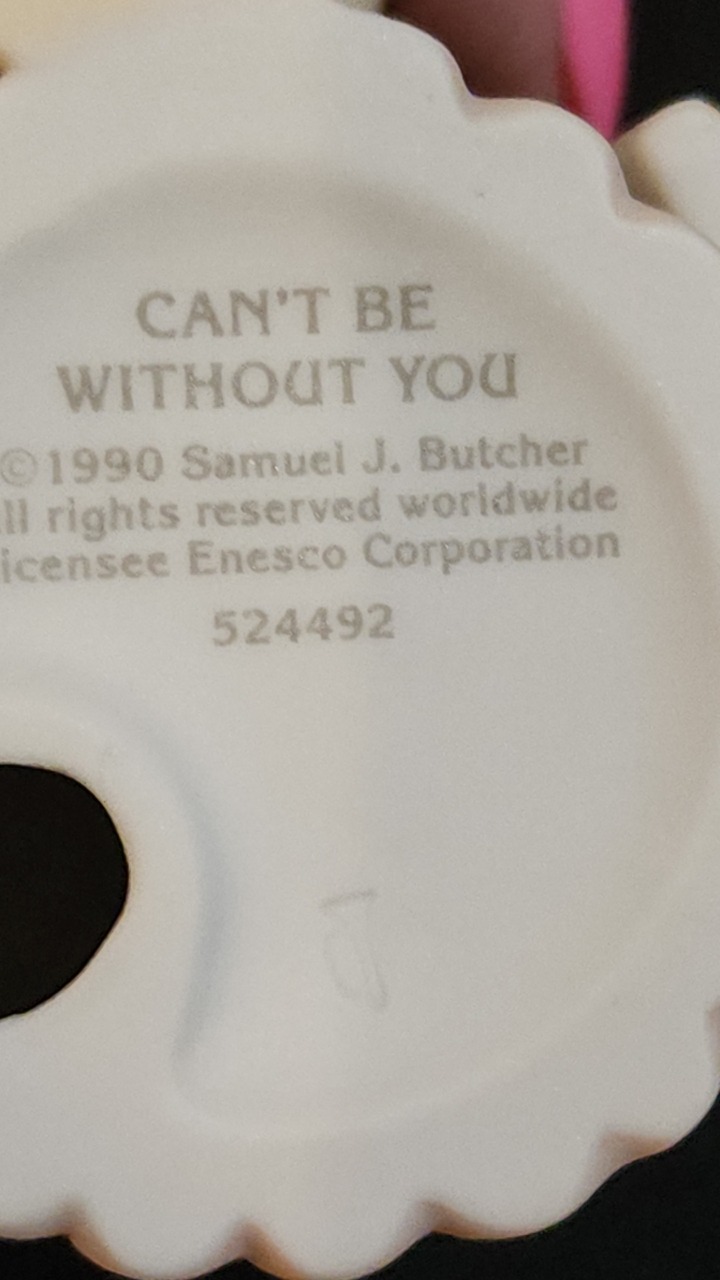 CAN'T BE
WITHOUT YOU
©1990 Samuel J. Butcher
ll rights reserved worldwide
icensee Enesco Corporation
524492